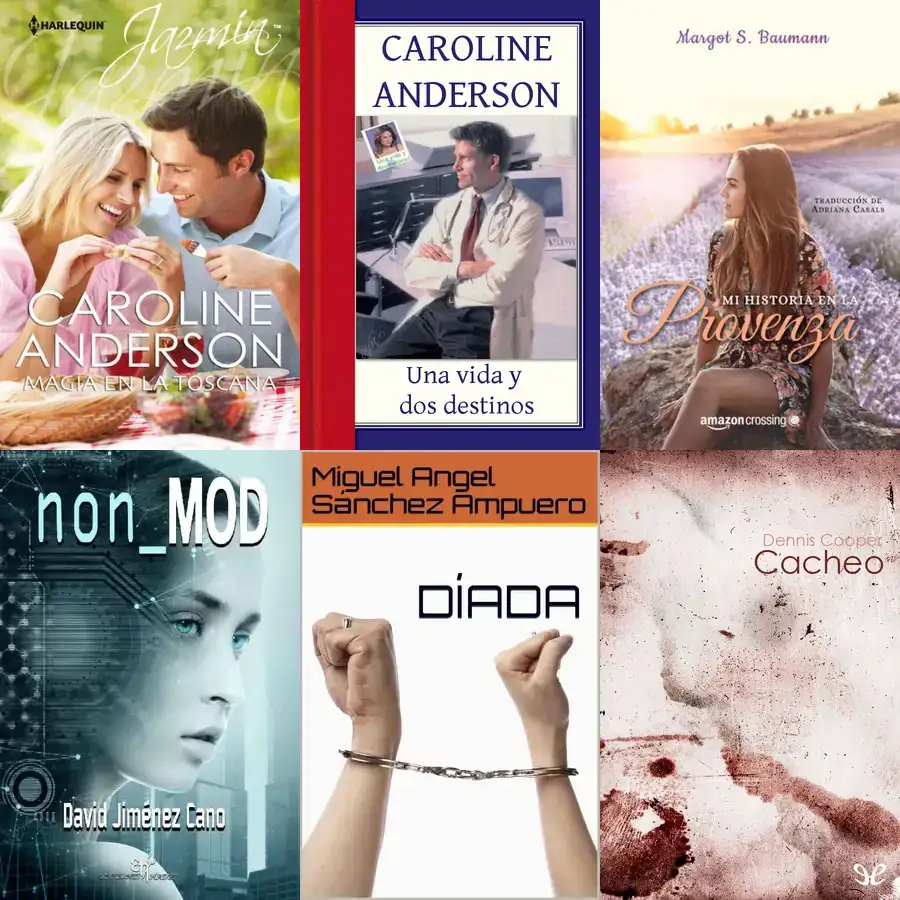 HARLEQUIN
Jazmín™
CAROLINE
ANDERSON
MAGIA EN LA TOSCANA
CAROLINE
ANDERSON
Una vida y
dos destinos
Margot S. Baumann
TRADUCCIÓN DE
ADRIANA CASALS
MI HISTORIA EN LA
Provenza
amazoncrossing
non_MOD
David Jiménez Cano
Miguel Angel
Sánchez Ampuero
DÍADA
Dennis Cooper
Cacheo